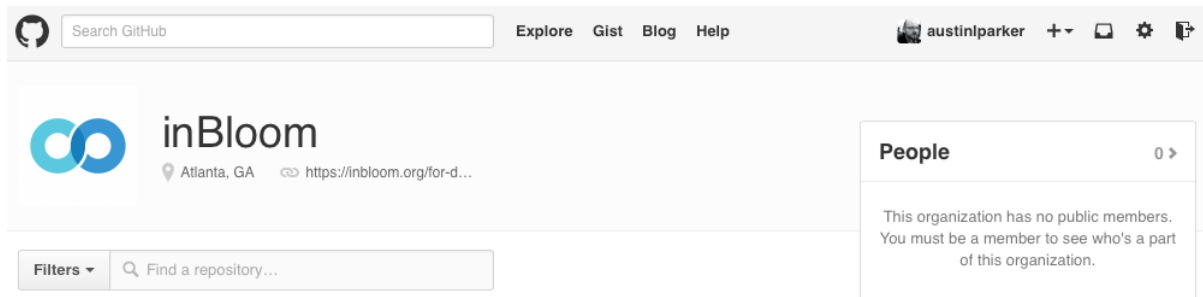 Search GitHub
Explore Gist Blog Help
austinlparker
inBloom
Atlanta, GA https://inbloom.org/for-d…
People 0
This organization has no public members.
You must be a member to see who's a part
of this organization.
Filters
Find a repository…